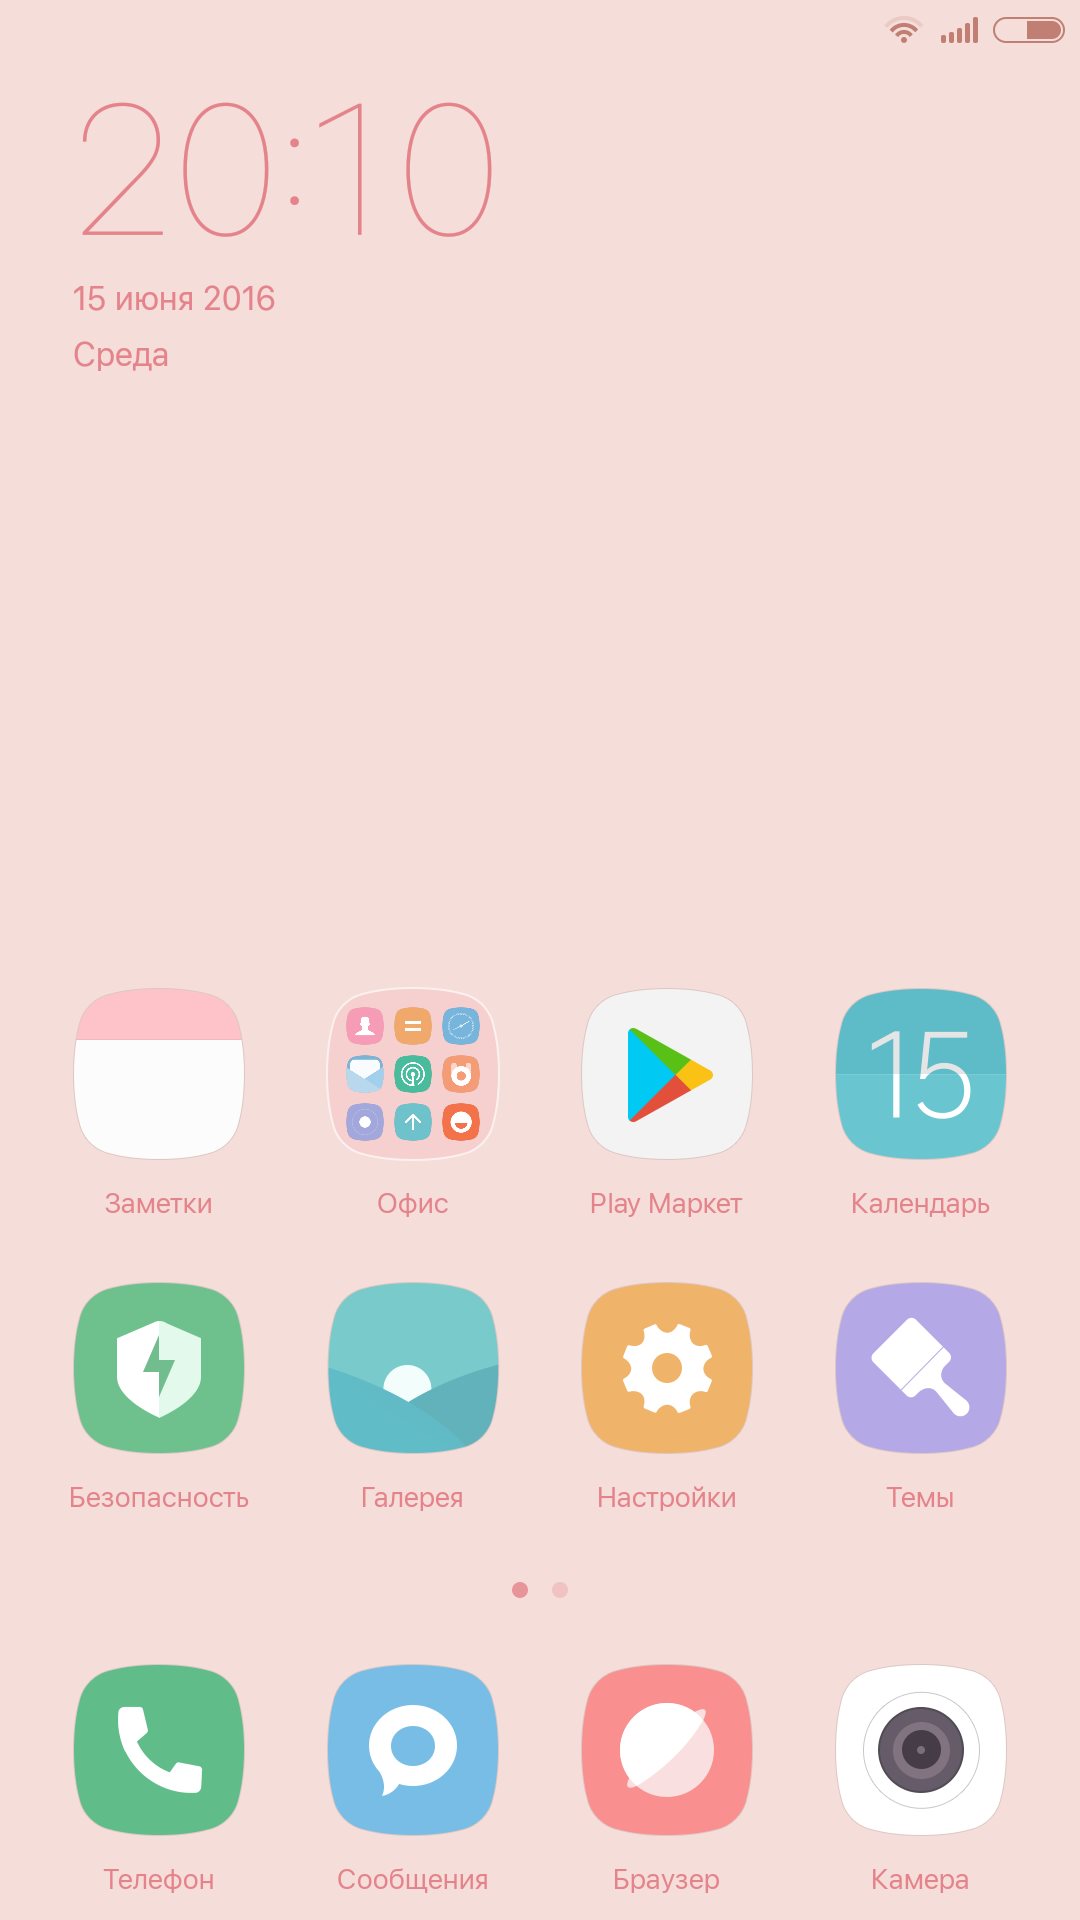 20:10
15 июня 2016
Среда
15
Заметки
Офис
Play Маркет
Календарь
Безопасность
Галерея
Настройки
Темы
Телефон
Сообщения
Браузер
Камера